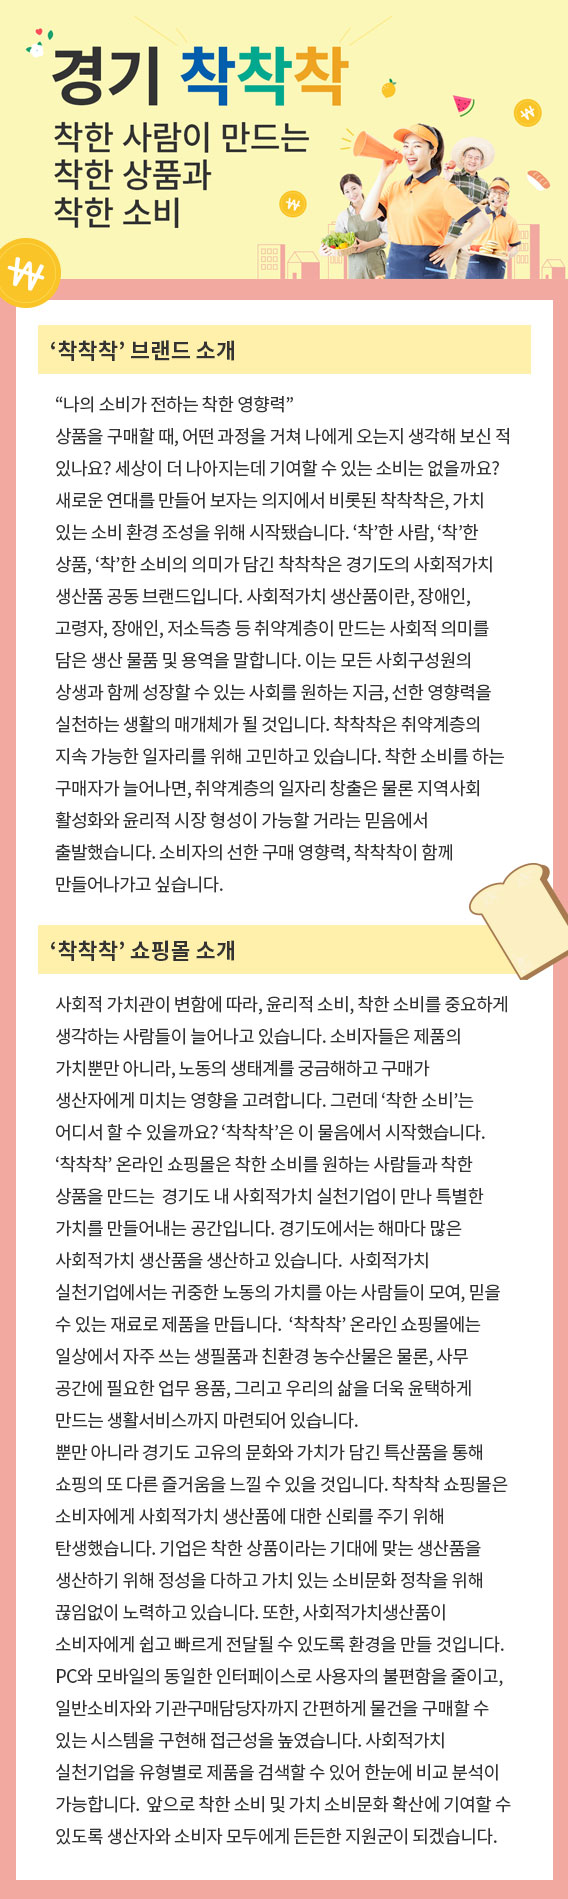 경기 착착착
착한 사람이 만드는
착한 상품과
착한 소비
‘착착착’ 브랜드 소개
“나의 소비가 전하는 착한 영향력”
상품을 구매할 때, 어떤 과정을 거쳐 나에게 오는지 생각해 보신 적
있나요? 세상이 더 나아지는데 기여할 수 있는 소비는 없을까요?
새로운 연대를 만들어 보자는 의지에서 비롯된 착착착은, 가치
있는 소비 환경 조성을 위해 시작됐습니다. ‘착’한 사람, ‘착’한
상품, ‘착’한 소비의 의미가 담긴 착착착은 경기도의 사회적가치
생산품 공동 브랜드입니다. 사회적가치 생산품이란, 장애인,
고령자, 장애인, 저소득층 등 취약계층이 만드는 사회적 의미를
담은 생산 물품 및 용역을 말합니다. 이는 모든 사회구성원의
상생과 함께 성장할 수 있는 사회를 원하는 지금, 선한 영향력을
실천하는 생활의 매개체가 될 것입니다. 착착착은 취약계층의
지속 가능한 일자리를 위해 고민하고 있습니다. 착한 소비를 하는
구매자가 늘어나면, 취약계층의 일자리 창출은 물론 지역사회
활성화와 윤리적 시장 형성이 가능할 거라는 믿음에서
출발했습니다. 소비자의 선한 구매 영향력, 착착착이 함께
만들어나가고 싶습니다.
‘착착착’ 쇼핑몰 소개
사회적 가치관이 변함에 따라, 윤리적 소비, 착한 소비를 중요하게
생각하는 사람들이 늘어나고 있습니다. 소비자들은 제품의
가치뿐만 아니라, 노동의 생태계를 궁금해하고 구매가
생산자에게 미치는 영향을 고려합니다. 그런데 ‘착한 소비’는
어디서 할 수 있을까요? ‘착착착’은 이 물음에서 시작했습니다.
‘착착착’ 온라인 쇼핑몰은 착한 소비를 원하는 사람들과 착한
상품을 만드는 경기도 내 사회적가치 실천기업이 만나 특별한
가치를 만들어내는 공간입니다. 경기도에서는 해마다 많은
사회적가치 생산품을 생산하고 있습니다. 사회적가치
실천기업에서는 귀중한 노동의 가치를 아는 사람들이 모여, 믿을
수 있는 재료로 제품을 만듭니다. ‘착착착’ 온라인 쇼핑몰에는
일상에서 자주 쓰는 생필품과 친환경 농수산물은 물론, 사무
공간에 필요한 업무 용품, 그리고 우리의 삶을 더욱 윤택하게
만드는 생활서비스까지 마련되어 있습니다.
뿐만 아니라 경기도 고유의 문화와 가치가 담긴 특산품을 통해
쇼핑의 또 다른 즐거움을 느낄 수 있을 것입니다. 착착착 쇼핑몰은
소비자에게 사회적가치 생산품에 대한 신뢰를 주기 위해
탄생했습니다. 기업은 착한 상품이라는 기대에 맞는 생산품을
생산하기 위해 정성을 다하고 가치 있는 소비문화 정착을 위해
끊임없이 노력하고 있습니다. 또한, 사회적가치생산품이
소비자에게 쉽고 빠르게 전달될 수 있도록 환경을 만들 것입니다.
PC와 모바일의 동일한 인터페이스로 사용자의 불편함을 줄이고,
일반소비자와 기관구매담당자까지 간편하게 물건을 구매할 수
있는 시스템을 구현해 접근성을 높였습니다. 사회적가치
실천기업을 유형별로 제품을 검색할 수 있어 한눈에 비교 분석이
가능합니다. 앞으로 착한 소비 및 가치 소비문화 확산에 기여할 수
있도록 생산자와 소비자 모두에게 든든한 지원군이 되겠습니다.